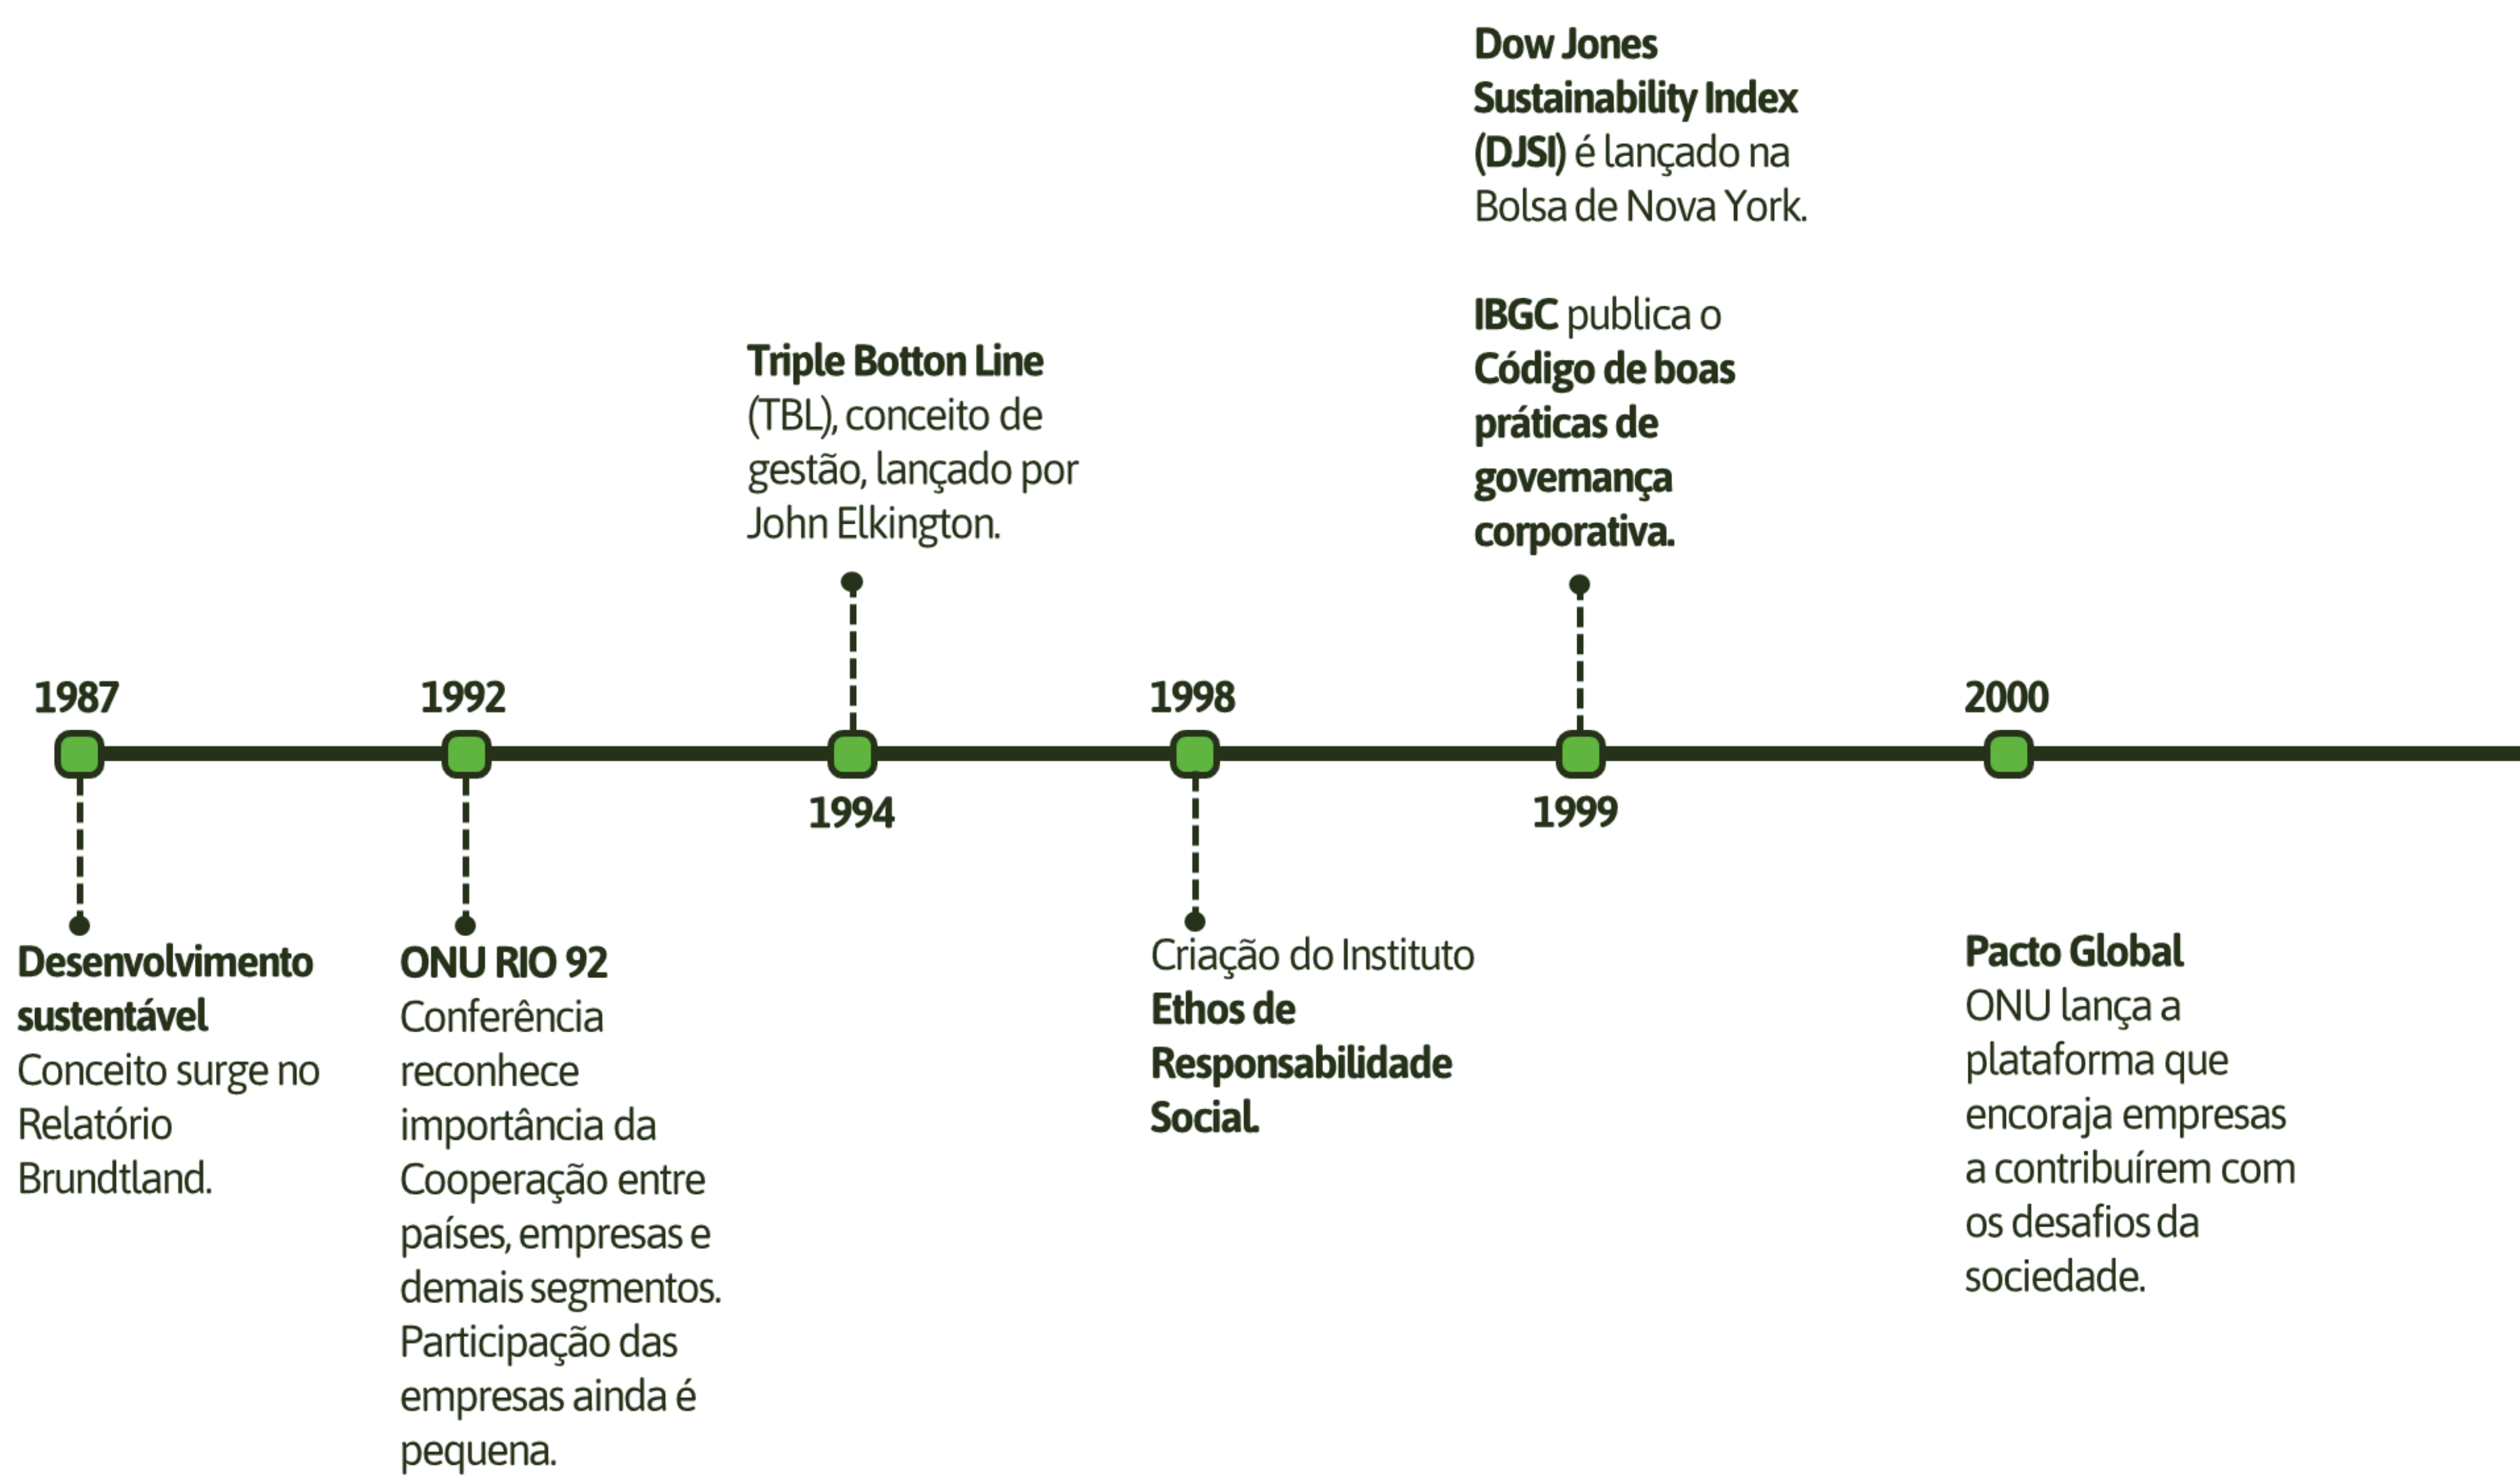 1987
Desenvolvimento
sustentável
Conceito surge no
Relatório
Brundtland.
1992
ONU RIO 92
Conferência
reconhece
importância da
Cooperação entre
países, empresas e
demais segmentos.
Participação das
empresas ainda é
pequena.
Triple Botton Line
(TBL), conceito de
gestão, lançado por
John Elkington.
1994
1998
Criação do Instituto
Ethos de
Responsabilidade
Social.
Dow Jones
Sustainability Index
(DJSI) é lançado na
Bolsa de Nova York.
IBGC publica o
Código de boas
práticas de
governança
corporativa.
1999
2000
Pacto Global
ONU lança a
plataforma que
encoraja empresas
a contribuírem com
os desafios da
sociedade.